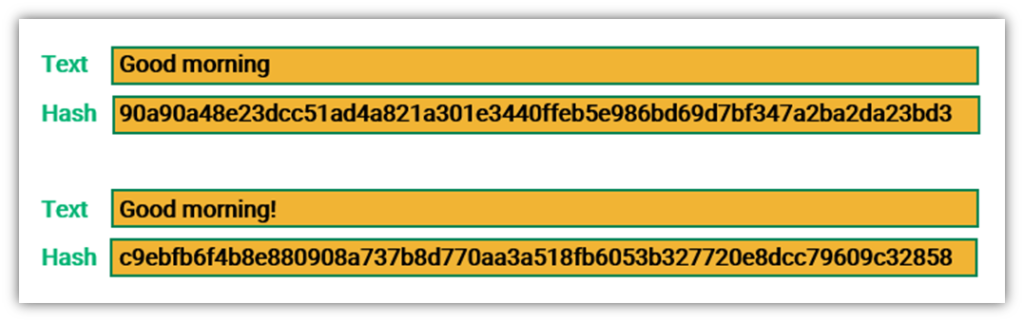 Text Good morning
Hash 90a90a48e23dcc51ad4a821a301e3440ffeb5e986bd69d7bf347a2ba2da23bd3
Text Good morning!
Hash c9ebfb6f4b8e880908a737b8d770aa3a518fb6053b327720e8dcc79609c32858